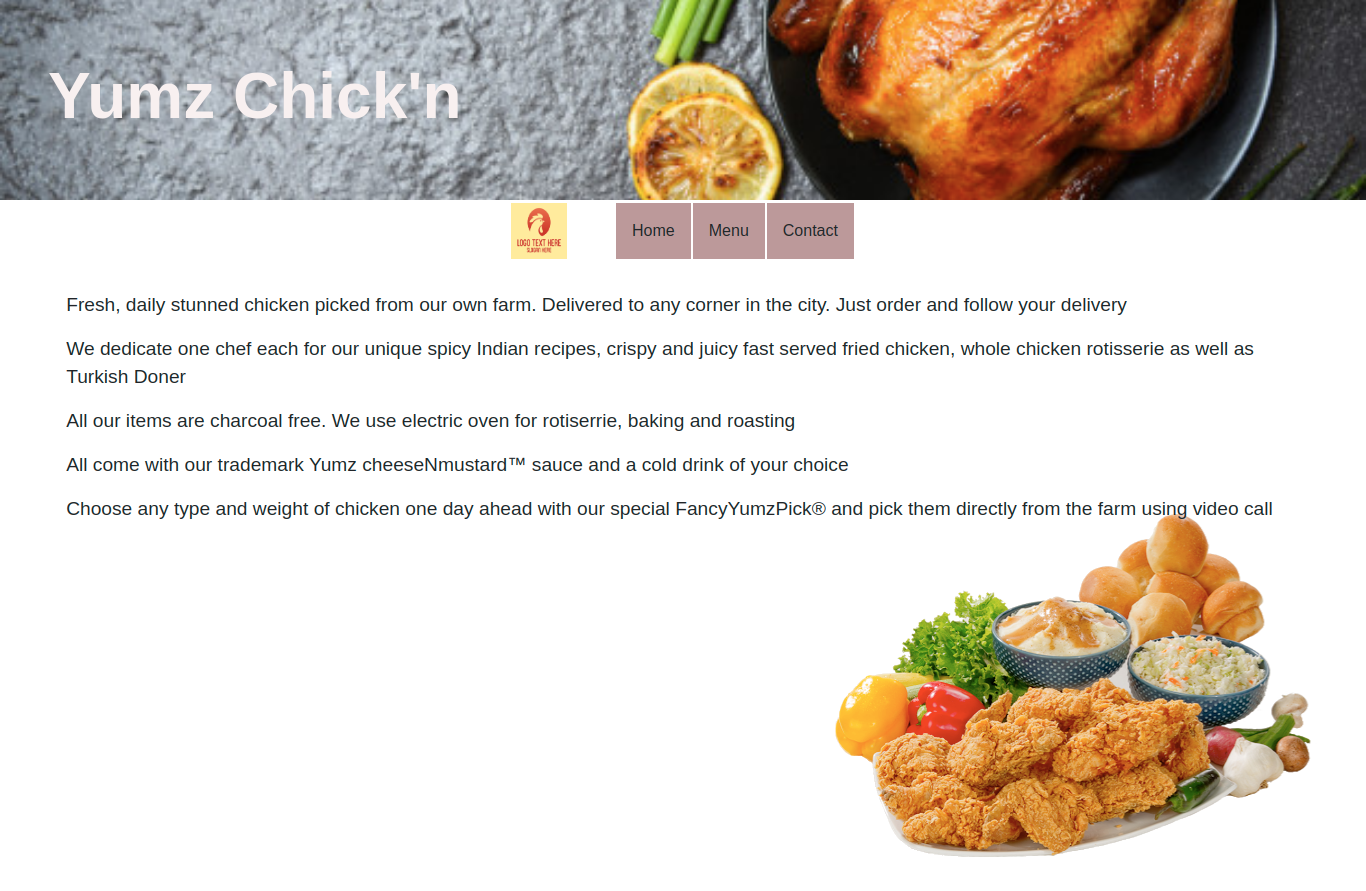 Yumz Chick'n
LOGO TEXT HERE
SLOGAN HERE
Home
Menu
Contact
Fresh, daily stunned chicken picked from our own farm. Delivered to any corner in the city. Just order and follow your delivery
We dedicate one chef each for our unique spicy Indian recipes, crispy and juicy fast served fried chicken, whole chicken rotisserie as well as
Turkish Doner
All our items are charcoal free. We use electric oven for rotiserrie, baking and roasting
All come with our trademark Yumz cheeseNmustard™ sauce and a cold drink of your choice
Choose any type and weight of chicken one day ahead with our special FancyYumzPick® and pick them directly from the farm using video call